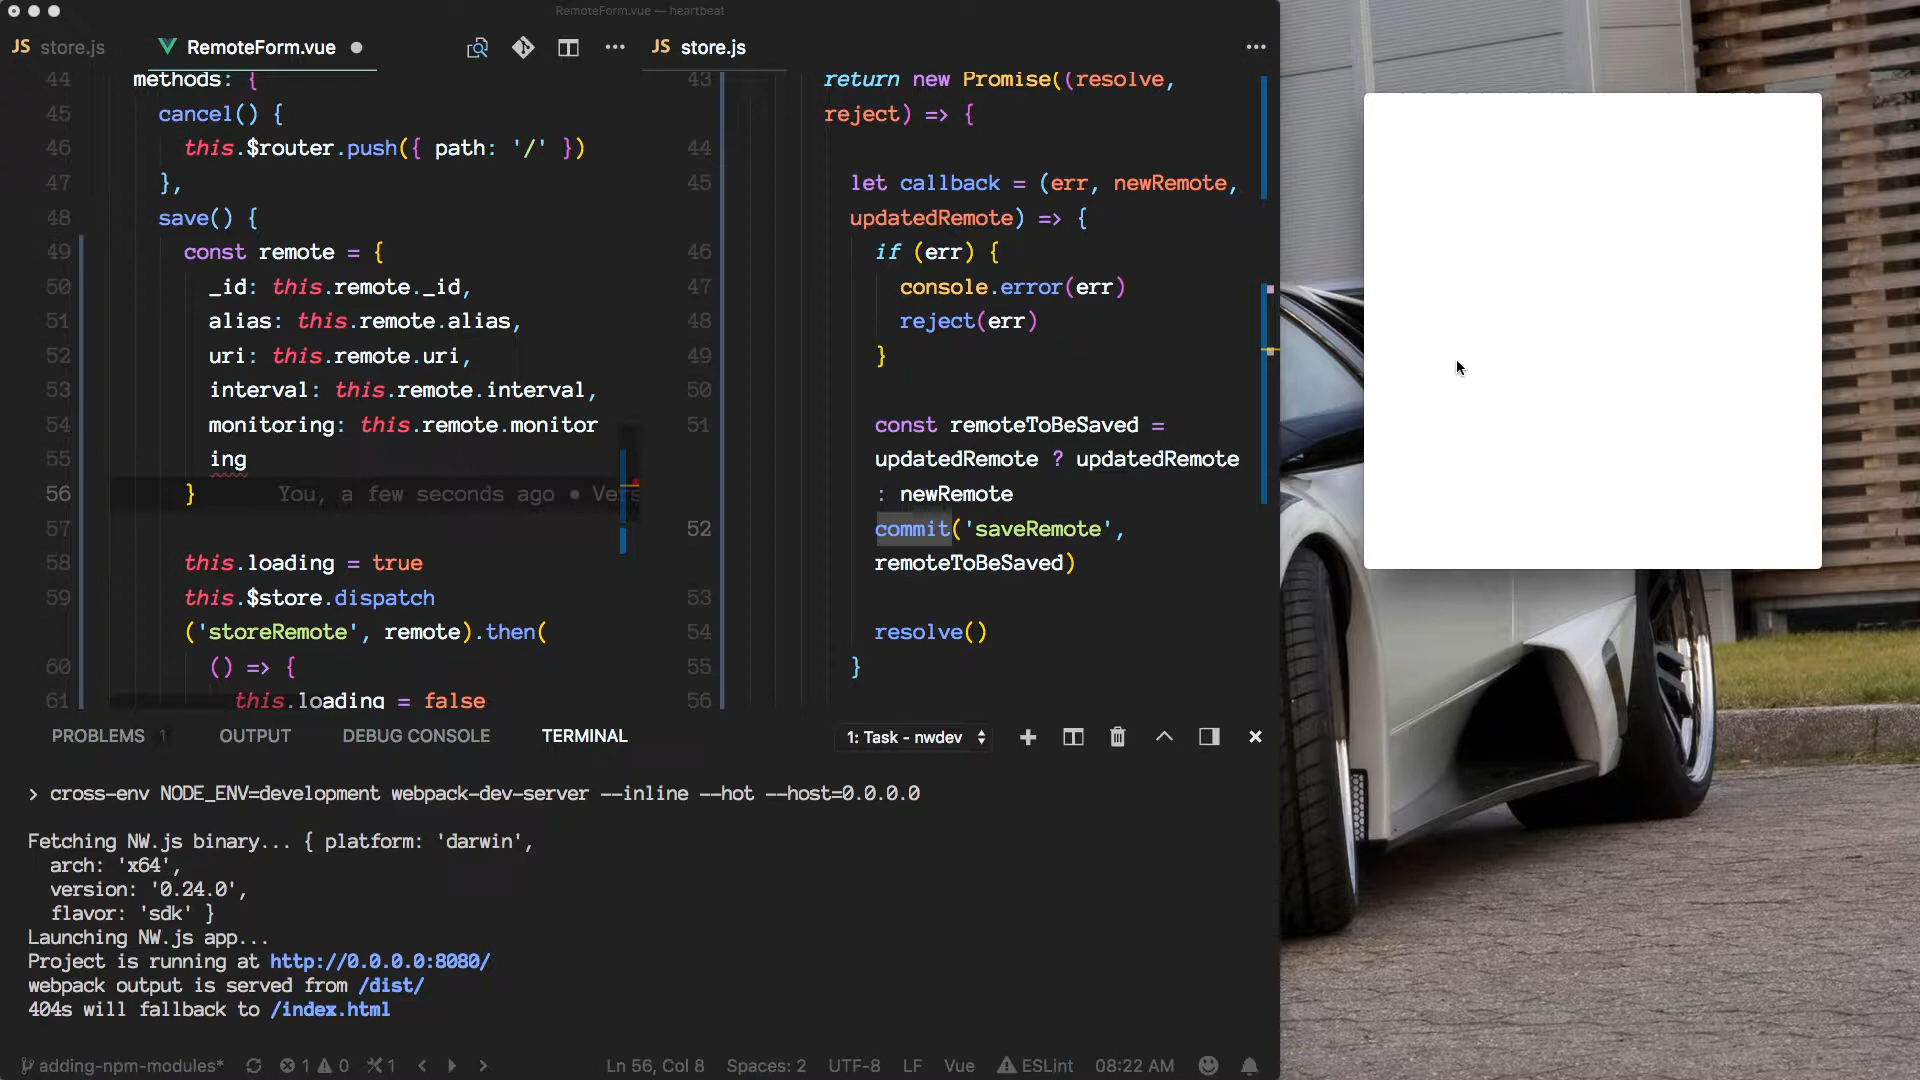 RemoteForm.vue — heartbeat
JS store.js
RemoteForm.vue
JS store.js
44 methods: {
45 cancel() {
46 this.$router.push({ path: '/' })
47 },
48 save() {
49 const remote = {
50 _id: this.remote._id,
51 alias: this.remote.alias,
52 uri: this.remote.uri,
53 interval: this.remote.interval,
54 monitoring: this.remote.monitor
55 ing
56 } You, a few seconds ago • Vers
57
58 this.loading = true
59 this.$store.dispatch
('storeRemote', remote).then(
60 () => {
61 this.loading = false
43 return new Promise((resolve,
reject) => {
44
45 let callback = (err, newRemote,
updatedRemote) => {
46 if (err) {
47 console.error(err)
48 reject(err)
49 }
50
51 const remoteToBeSaved =
updatedRemote ? updatedRemote
: newRemote
52 commit('saveRemote',
remoteToBeSaved)
53
54 resolve()
55 }
56
PROBLEMS 1 OUTPUT DEBUG CONSOLE TERMINAL 1: Task - nwdev
> cross-env NODE_ENV=development webpack-dev-server --inline --hot --host=0.0.0.0
Fetching NW.js binary... { platform: 'darwin',
arch: 'x64',
version: '0.24.0',
flavor: 'sdk' }
Launching NW.js app...
Project is running at http://0.0.0.0:8080/
webpack output is served from /dist/
404s will fallback to /index.html
adding-npm-modules* 1 0 1 Ln 56, Col 8 Spaces: 2 UTF-8 LF Vue ESLint 08:22 AM